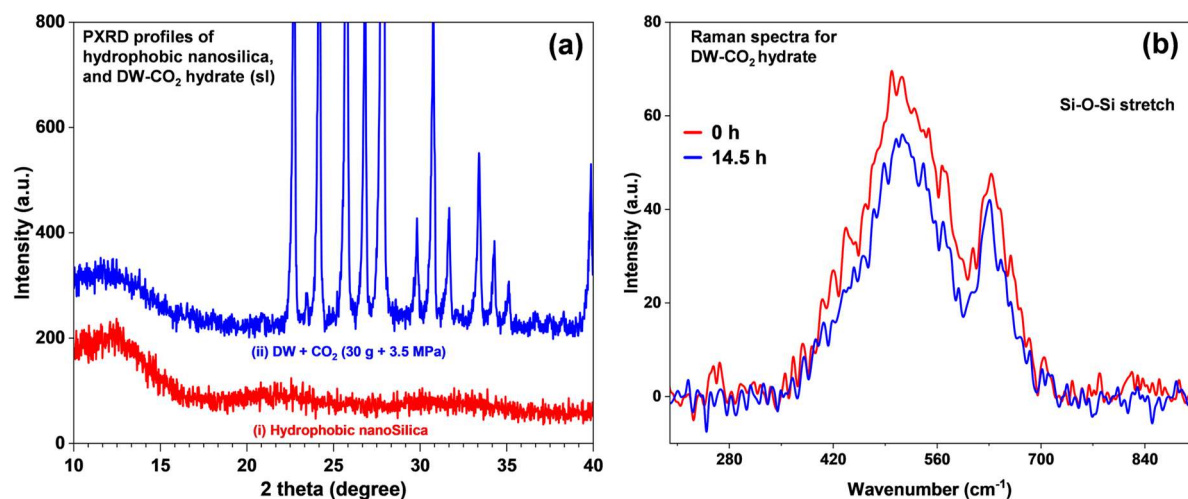 PXRD profiles of
hydrophobic nanosilica,
and DW-CO₂ hydrate (sI)
(a)
800
600
400
200
0
Intensity (a.u.)
(ii) DW + CO₂ (30 g + 3.5 MPa)
(i) Hydrophobic nanoSilica
10
15
20
25
30
35
40
2 theta (degree)
Raman spectra for
DW-CO₂ hydrate
(b)
Si-O-Si stretch
0 h
14.5 h
80
60
40
20
0
Intensity (a.u.)
280
420
560
700
840
Wavenumber (cm⁻¹)